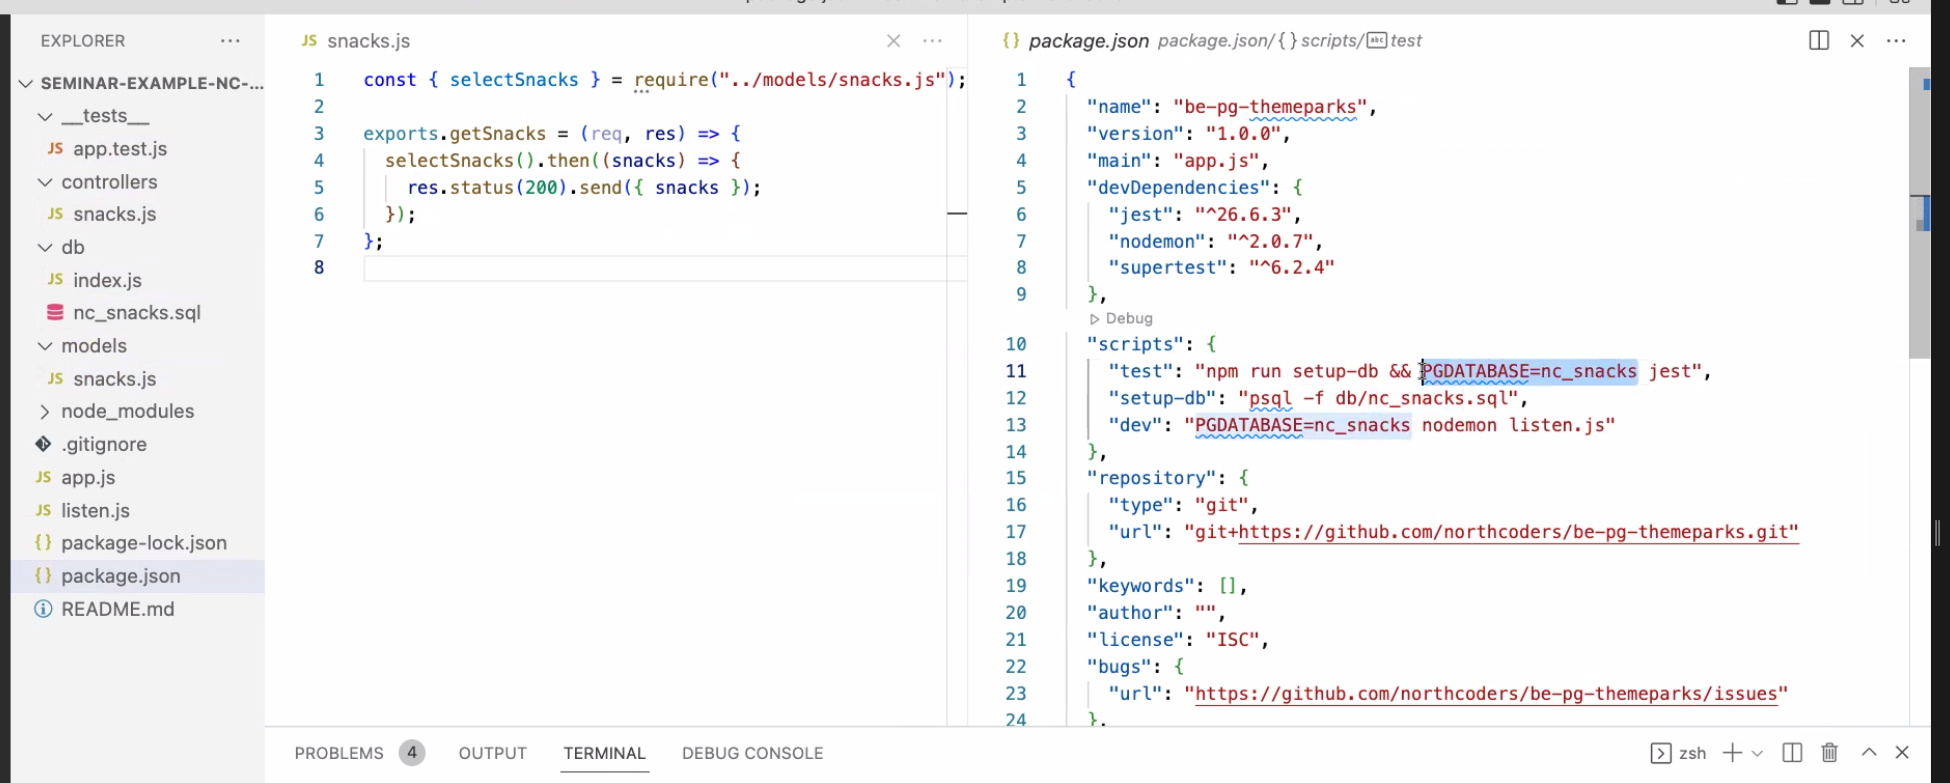 EXPLORER
SEMINAR-EXAMPLE-NC-...
__tests__
JS app.test.js
controllers
JS snacks.js
db
JS index.js
nc_snacks.sql
models
JS snacks.js
node_modules
.gitignore
JS app.js
JS listen.js
{} package-lock.json
{} package.json
README.md
JS snacks.js
1 const { selectSnacks } = require("../models/snacks.js");
2
3 exports.getSnacks = (req, res) => {
4 selectSnacks().then((snacks) => {
5 res.status(200).send({ snacks });
6 });
7 };
8
{} package.json package.json/{ } scripts/ abc test
1 {
2 "name": "be-pg-themeparks",
3 "version": "1.0.0",
4 "main": "app.js",
5 "devDependencies": {
6 "jest": "^26.6.3",
7 "nodemon": "^2.0.7",
8 "supertest": "^6.2.4"
9 },
Debug
10 "scripts": {
11 "test": "npm run setup-db && PGDATABASE=nc_snacks jest",
12 "setup-db": "psql -f db/nc_snacks.sql",
13 "dev": "PGDATABASE=nc_snacks nodemon listen.js"
14 },
15 "repository": {
16 "type": "git",
17 "url": "git+https://github.com/northcoders/be-pg-themeparks.git"
18 },
19 "keywords": [],
20 "author": "",
21 "license": "ISC",
22 "bugs": {
23 "url": "https://github.com/northcoders/be-pg-themeparks/issues"
24 },
PROBLEMS 4 OUTPUT TERMINAL DEBUG CONSOLE
zsh